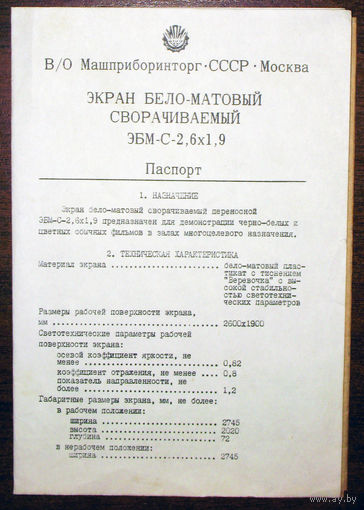 В/О Машприборинторг·СССР·Москва
ЭКРАН БЕЛО-МАТОВЫЙ
СВОРАЧИВАЕМЫЙ
ЭБМ-С-2,6х1,9
Паспорт
1. НАЗНАЧЕНИЕ
Экран бело-матовый сворачиваемый переносной
ЭБМ-С-2,6х1,9 предназначен для демонстрации черно-белых и
цветных обычных фильмов в залах многоцелевого назначения.
2. ТЕХНИЧЕСКАЯ ХАРАКТЕРИСТИКА
Материал экрана .................... бело-матовый плас-
тикат с тиснением
"Веревочка" с вы-
сокой стабильно-
стью светотехни-
ческих параметров
Размеры рабочей поверхности экрана,
мм ................................. 2600х1900
Светотехнические параметры рабочей
поверхности экрана:
осевой коэффициент яркости, не
менее .......................... 0,82
коэффициент отражения, не менее .... 0,8
показатель направленности, не
более .......................... 1,2
Габаритные размеры экрана, мм, не более:
в рабочем положении:
ширина ......................... 2745
высота ......................... 2020
глубина ........................ 72
в нерабочем положении:
ширина ......................... 2745
www.ay.by